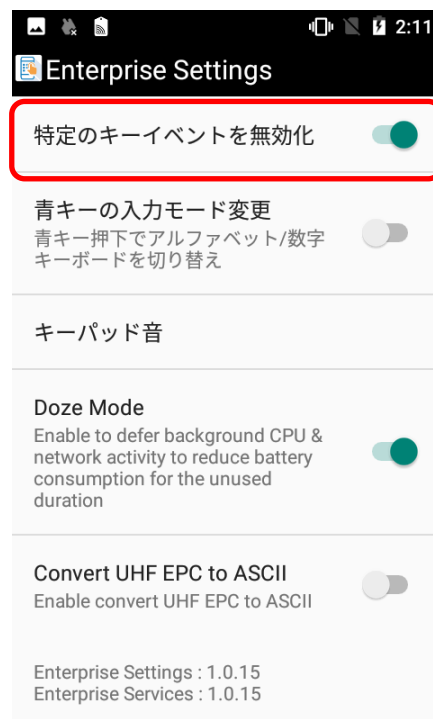 2:11
Enterprise Settings
特定のキーイベントを無効化
青キーの入力モード変更
青キー押下でアルファベット/数字
キーボードを切り替え
キーパッド音
Doze Mode
Enable to defer background CPU &
network activity to reduce battery
consumption for the unused
duration
Convert UHF EPC to ASCII
Enable convert UHF EPC to ASCII
Enterprise Settings : 1.0.15
Enterprise Services : 1.0.15